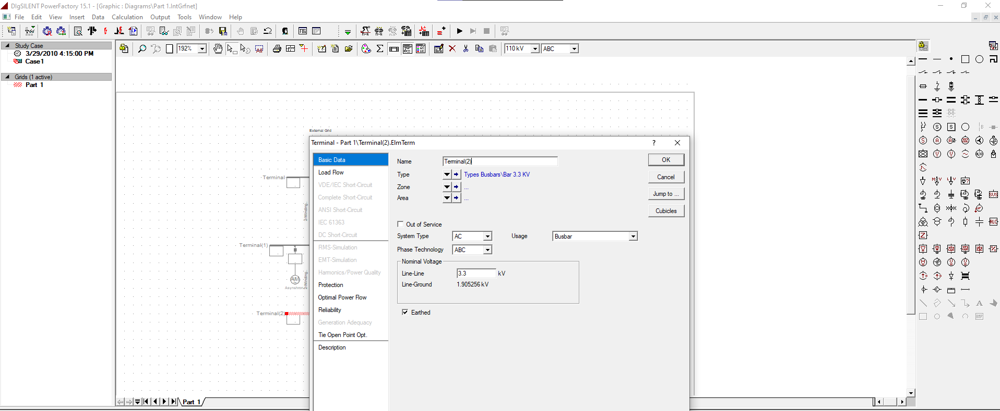 DIgSILENT PowerFactory 15.1 - [Graphic : Diagrams\Part 1.IntGrfnet]
File Edit View Insert Data Calculation Output Tools Window Help
Study Case
3/29/2010 4:15:00 PM
Case1
Grids (1 active)
Part 1
192%
110 kV
ABC
External Grid
Terminal
2-Winding..
Terminal(1)
AM
Asynchron..
2-Winding..
Terminal(2)
Terminal - Part 1\Terminal(2).ElmTerm
?
Basic Data
Load Flow
VDE/IEC Short-Circuit
Complete Short-Circuit
ANSI Short-Circuit
IEC 61363
DC Short-Circuit
RMS-Simulation
EMT-Simulation
Harmonics/Power Quality
Protection
Optimal Power Flow
Reliability
Generation Adequacy
Tie Open Point Opt.
Description
Name Terminal(2)
Type Types Busbars\Bar 3.3 KV
Zone ...
Area ...
Out of Service
System Type AC Usage Busbar
Phase Technology ABC
Nominal Voltage
Line-Line 3.3 kV
Line-Ground 1.905256 kV
Earthed
OK
Cancel
Jump to ...
Cubicles
Part 1
SVS
RLC
BMP